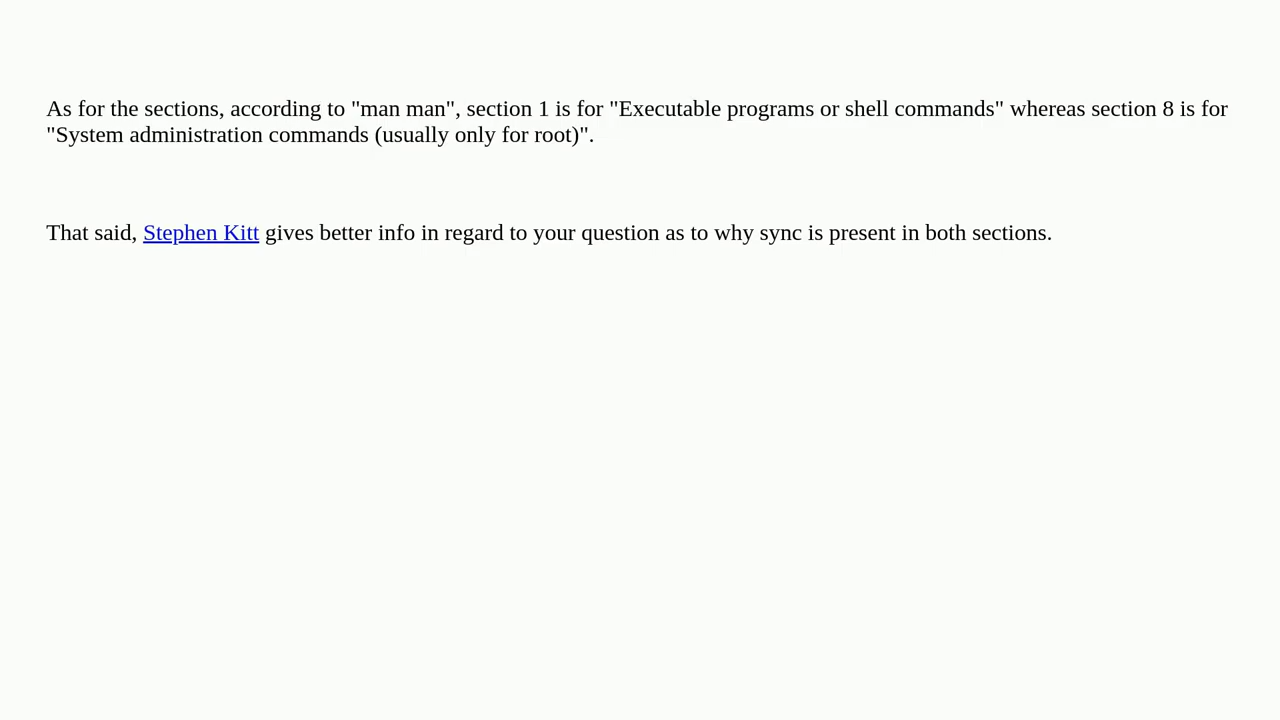 As for the sections, according to "man man", section 1 is for "Executable programs or shell commands" whereas section 8 is for
"System administration commands (usually only for root)".
That said, Stephen Kitt gives better info in regard to your question as to why sync is present in both sections.